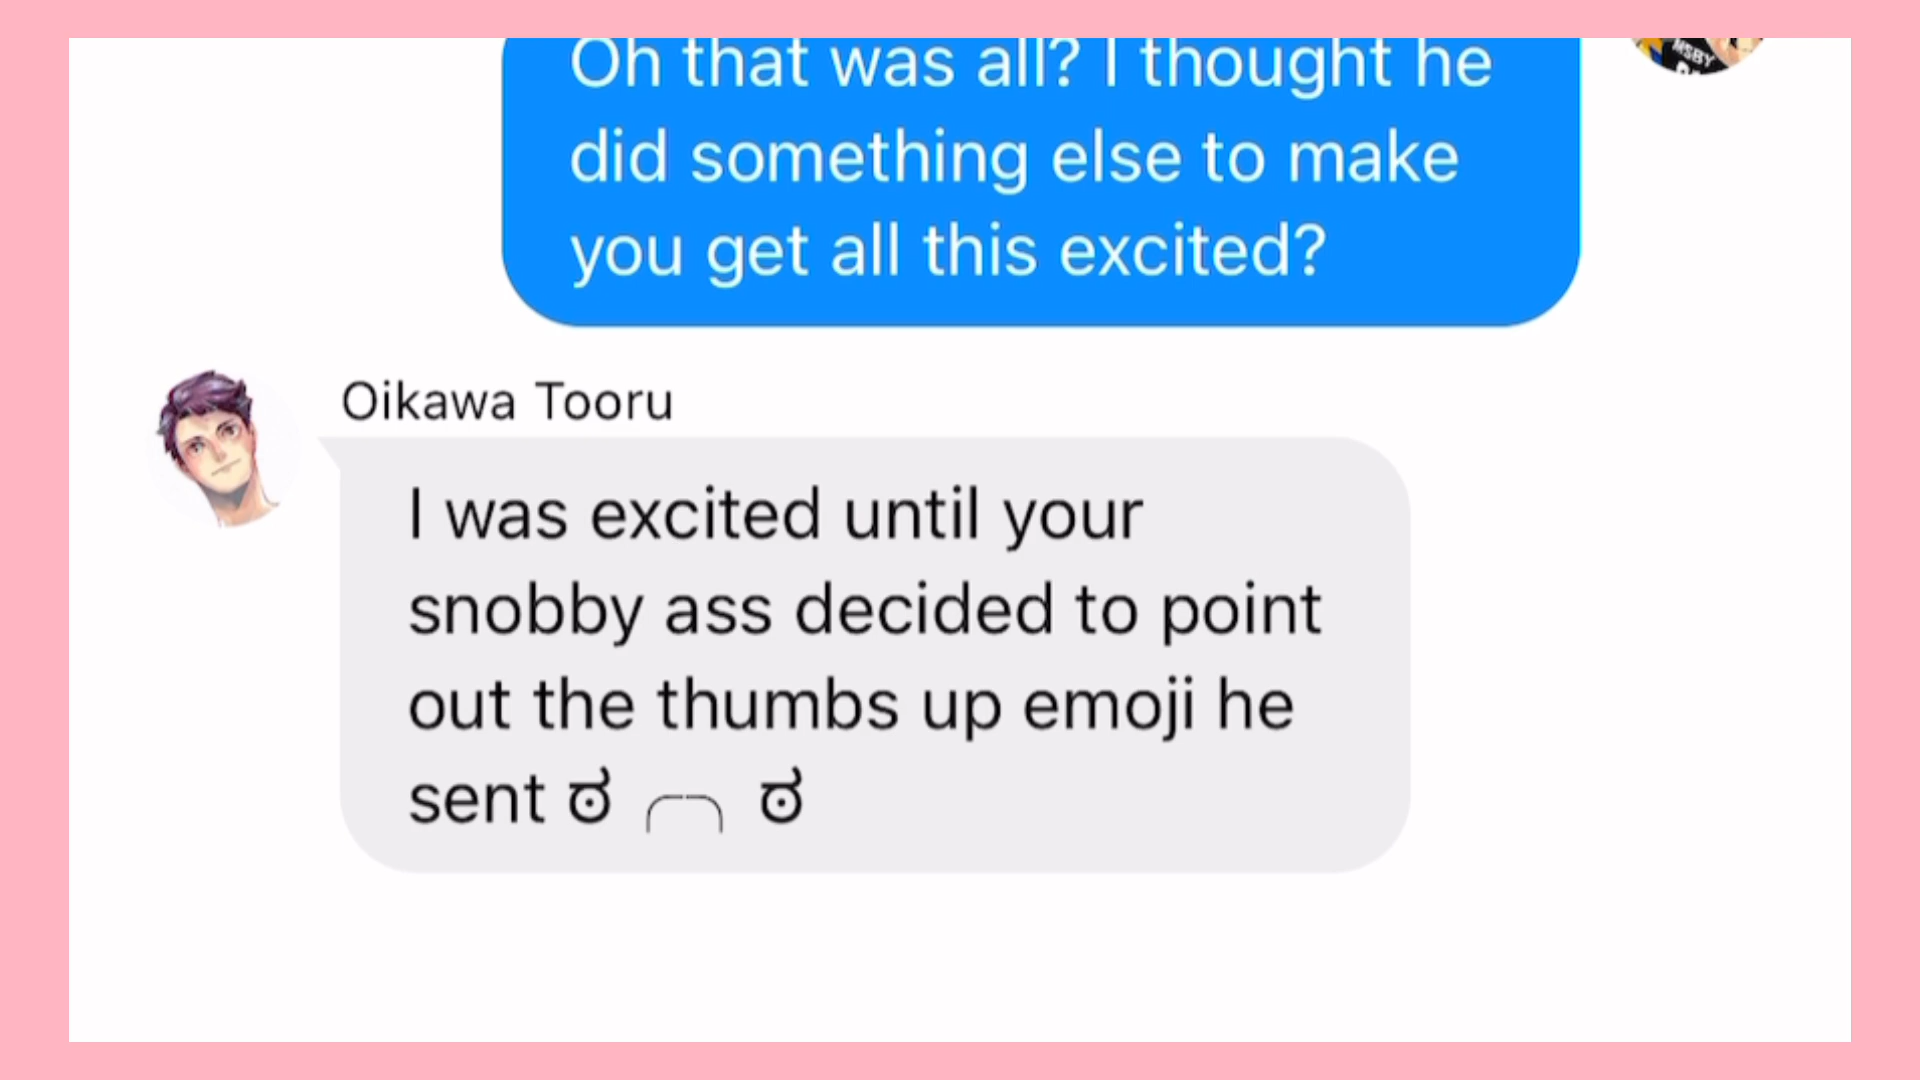 MSBY
Oh that was all? I thought he
did something else to make
you get all this excited?
Oikawa Tooru
I was excited until your
snobby ass decided to point
out the thumbs up emoji he
sent ಠ ╭╮ ಠ